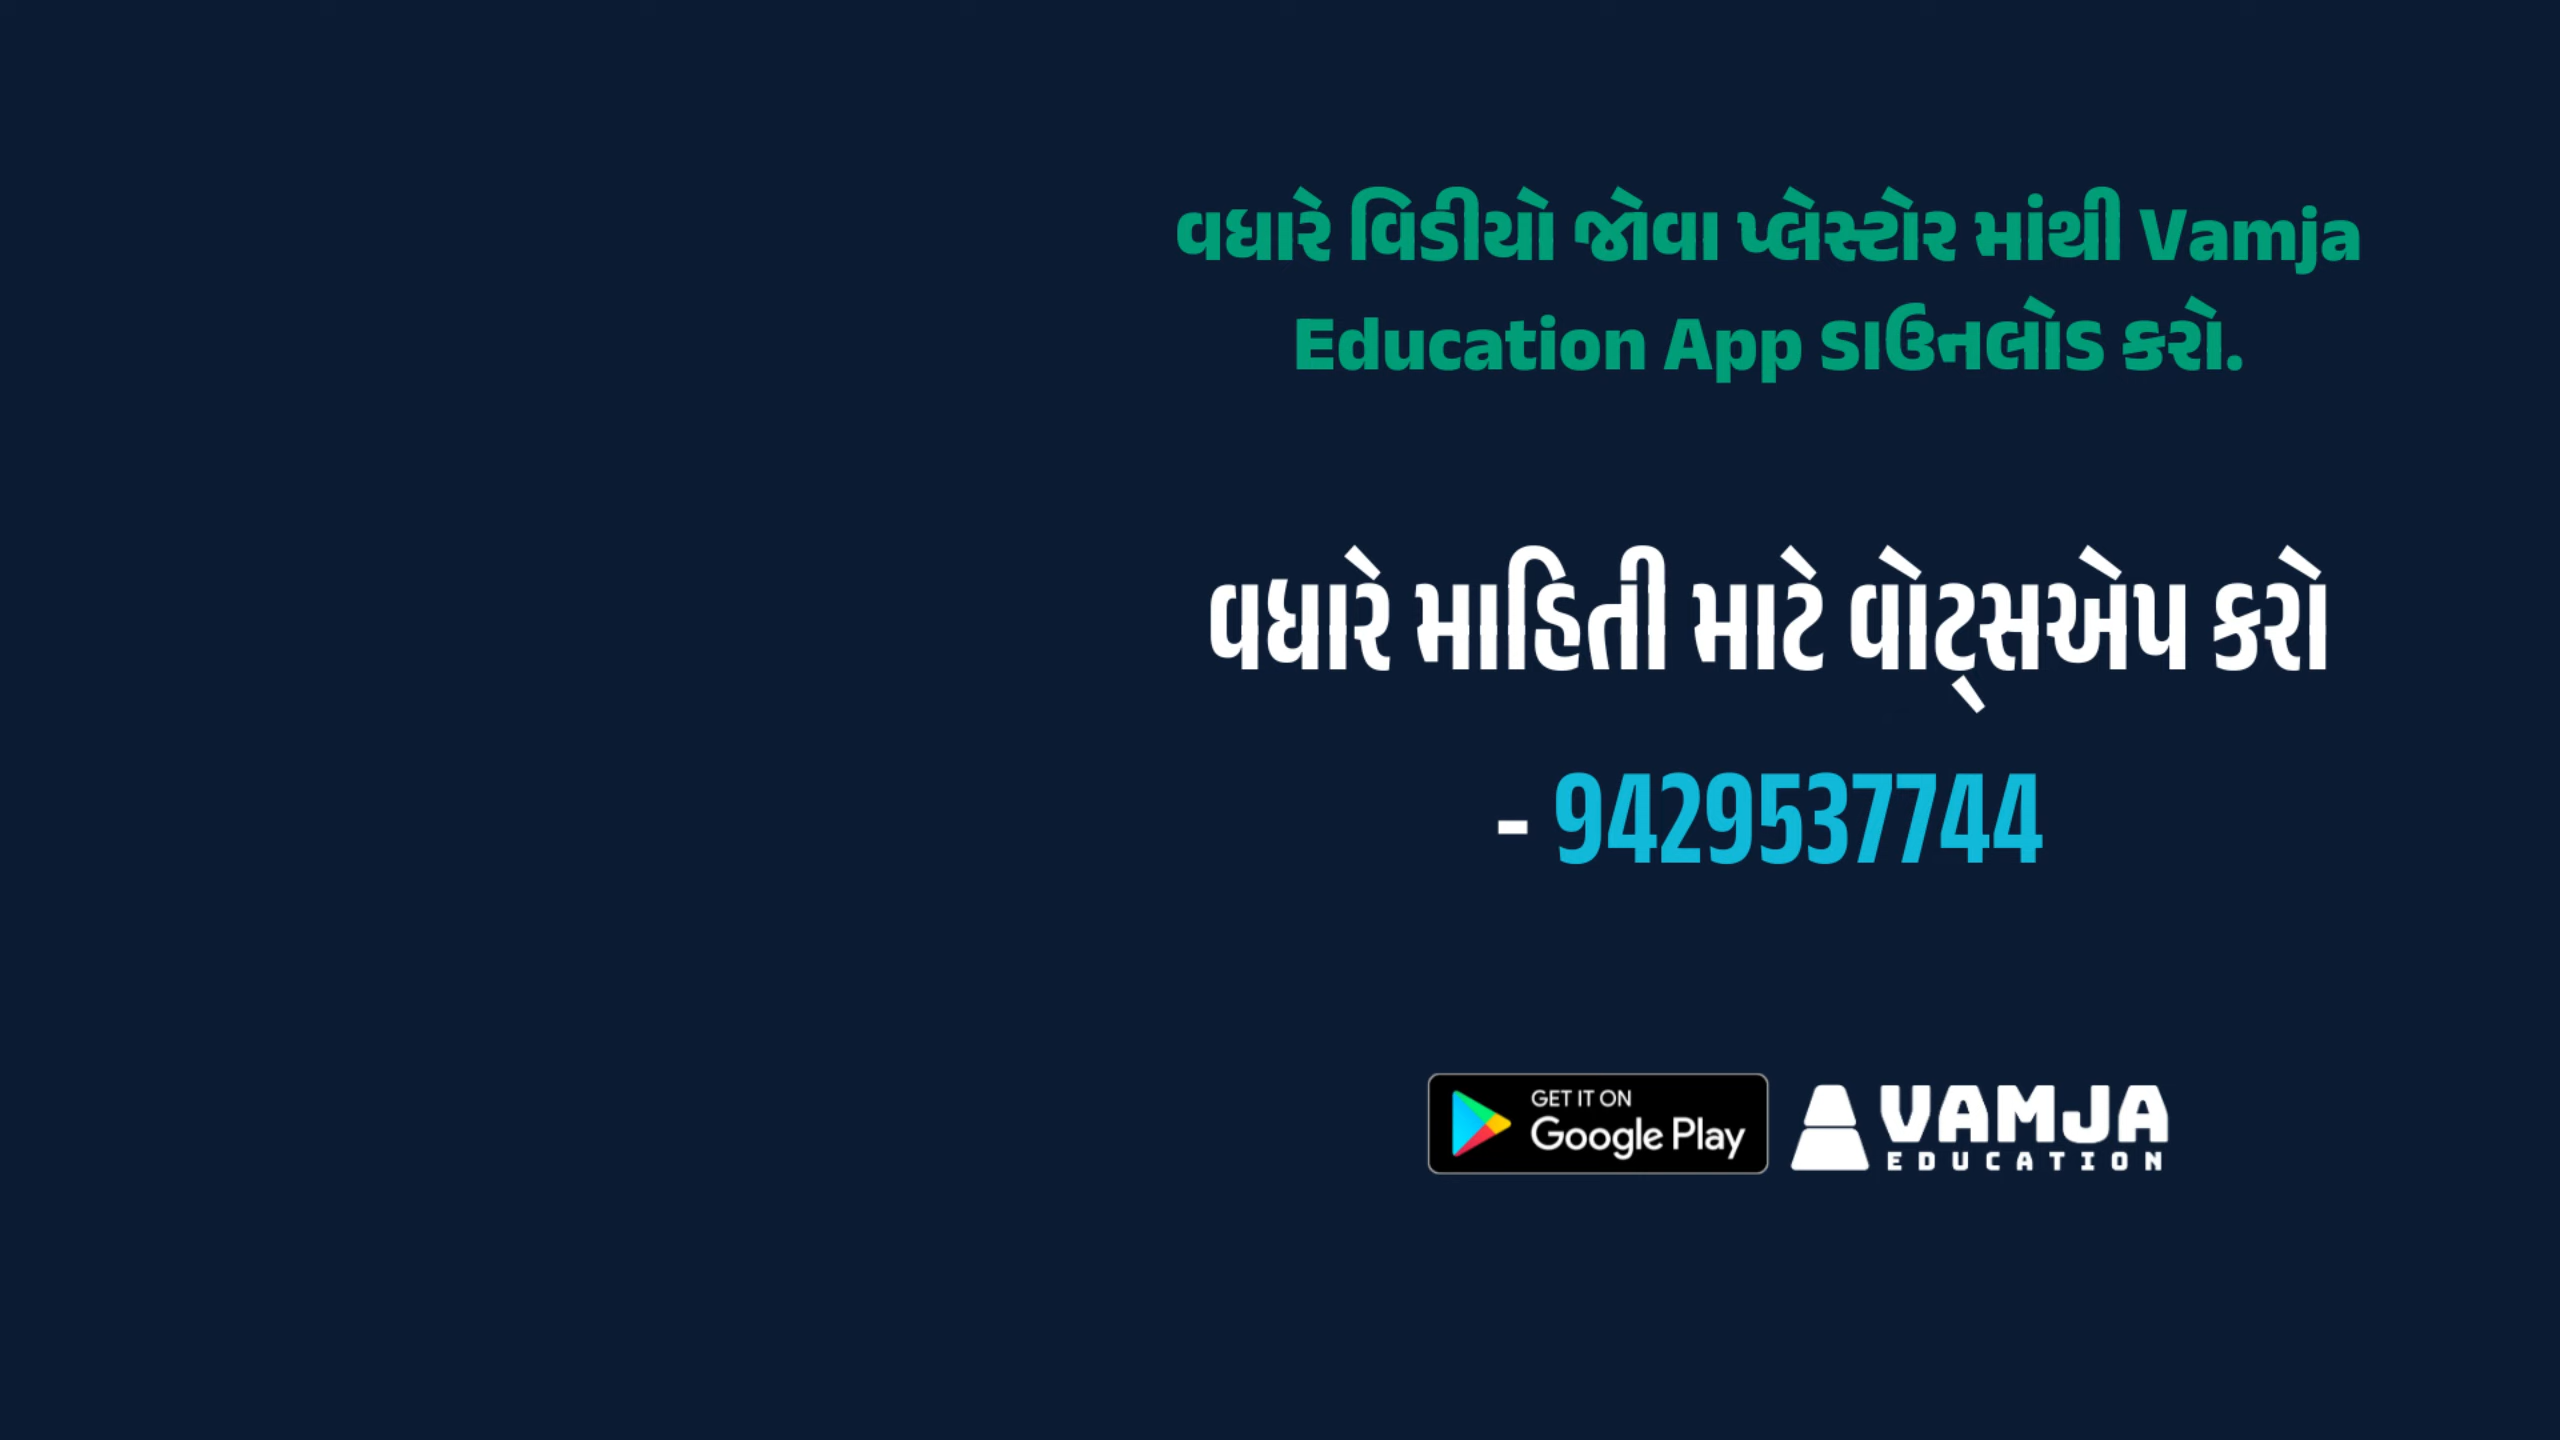 વધારે વિડીયો જોવા પ્લેસ્ટોર માંથી Vamja
Education App ડાઉનલોડ કરો.
વધારે માહિતી માટે વોટ્સએપ કરો
- 9429537744
GET IT ON
Google Play
VAMJA
EDUCATION